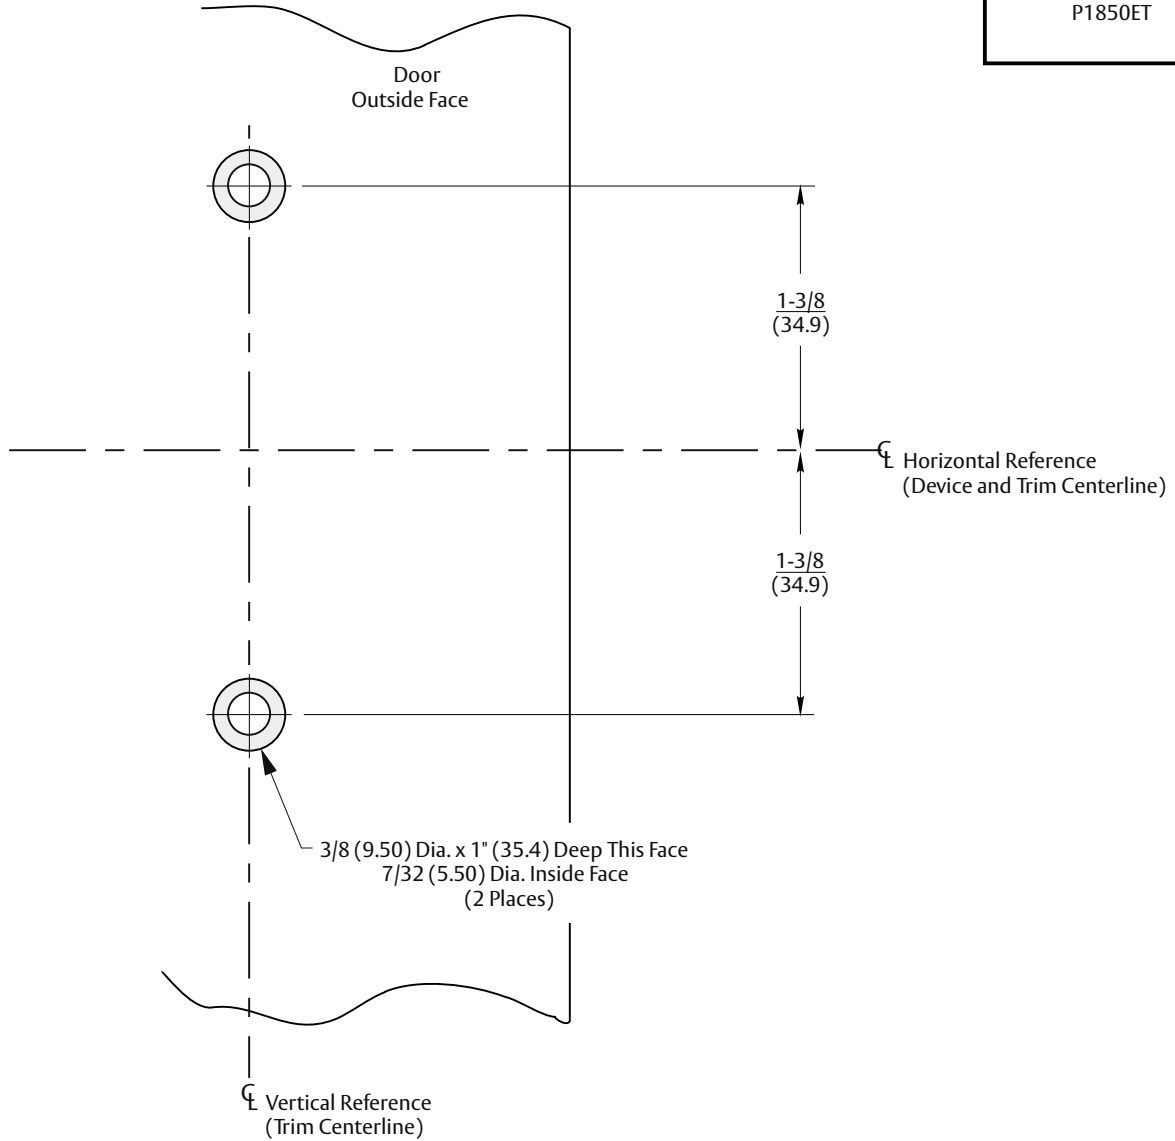 P1850ET
Door
Outside Face
1-3/8
(34.9)
℄ Horizontal Reference
(Device and Trim Centerline)
1-3/8
(34.9)
3/8 (9.50) Dia. x 1" (35.4) Deep This Face
7/32 (5.50) Dia. Inside Face
(2 Places)
℄ Vertical Reference
(Trim Centerline)